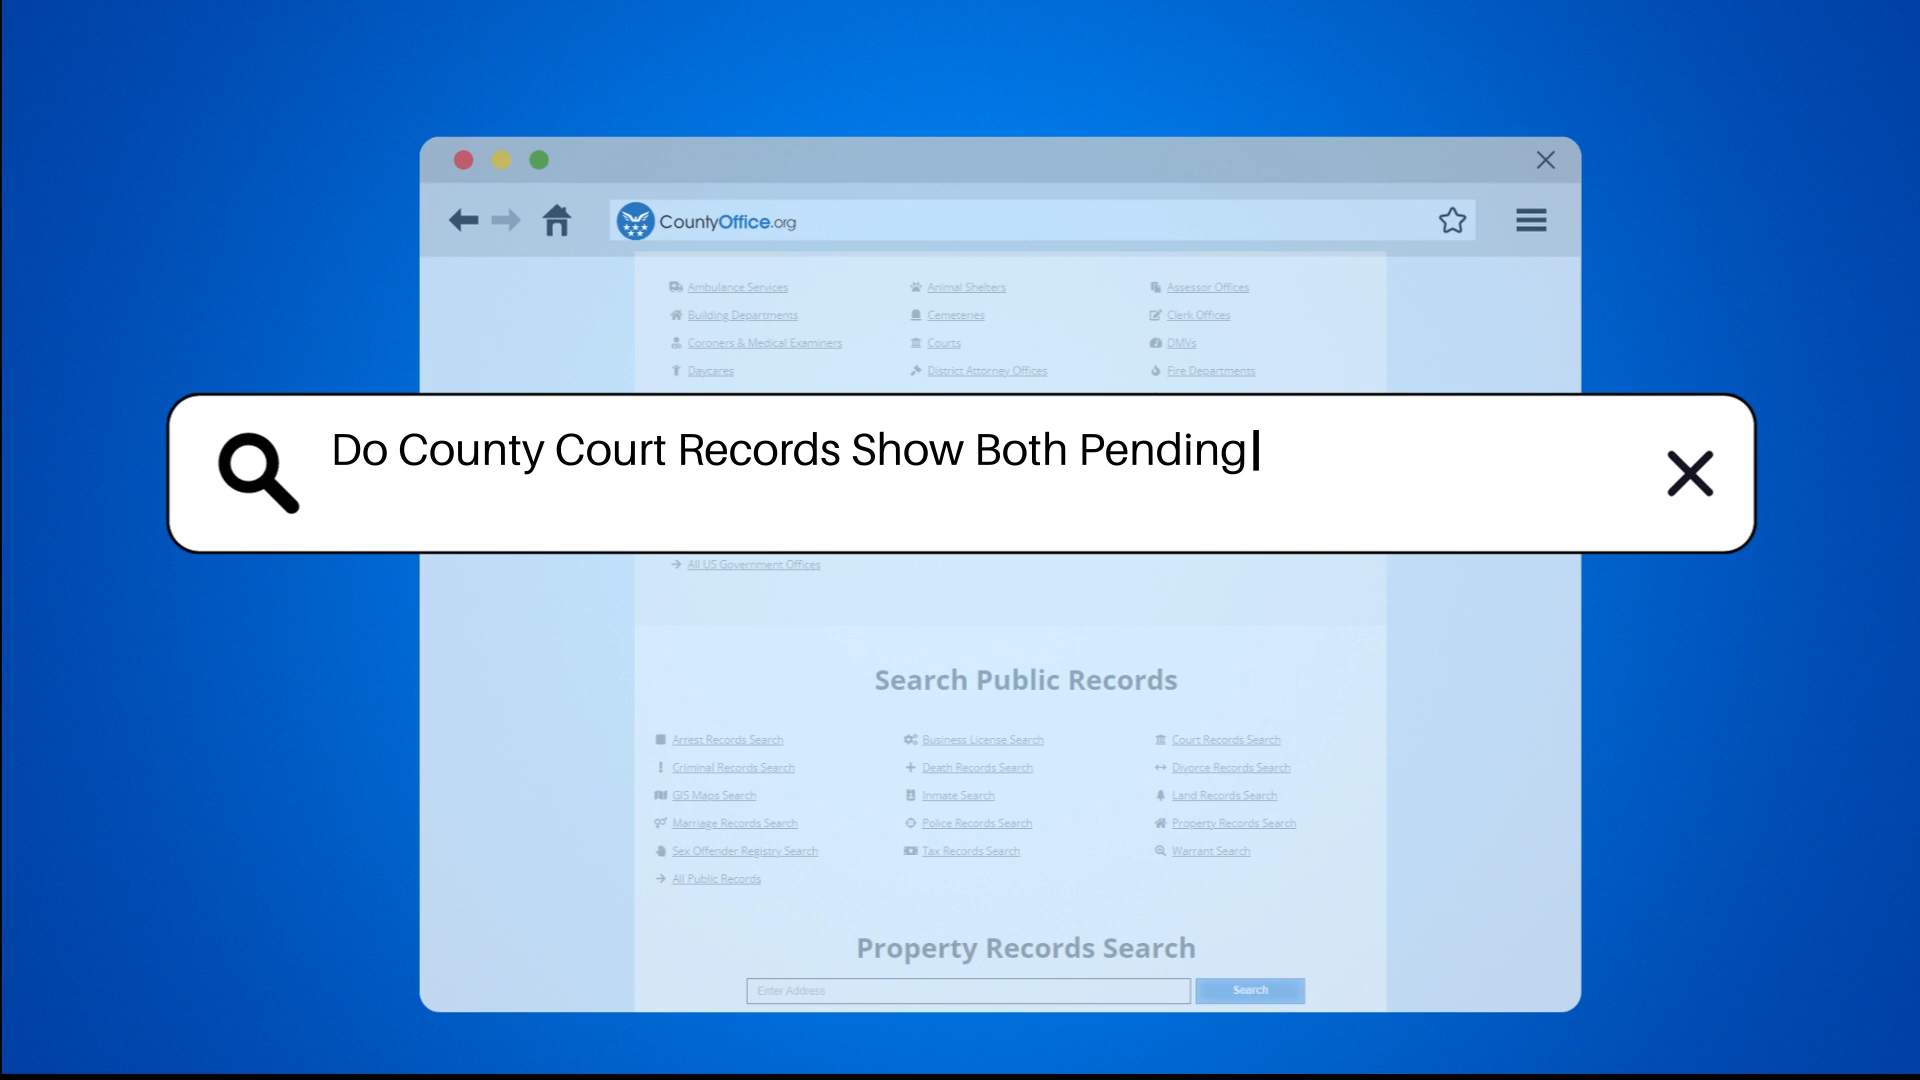 CountyOffice.org
Ambulance Services Animal Shelters Assessor Offices
Building Departments Cemeteries Clerk Offices
Coroners & Medical Examiners Courts DMVs
Daycares District Attorney Offices Fire Departments
Do County Court Records Show Both Pending
All US Government Offices
Search Public Records
Arrest Records Search Business License Search Court Records Search
Criminal Records Search Death Records Search Divorce Records Search
GIS Maps Search Inmate Search Land Records Search
Marriage Records Search Police Records Search Property Records Search
Sex Offender Registry Search Tax Records Search Warrant Search
All Public Records
Property Records Search
Enter Address Search